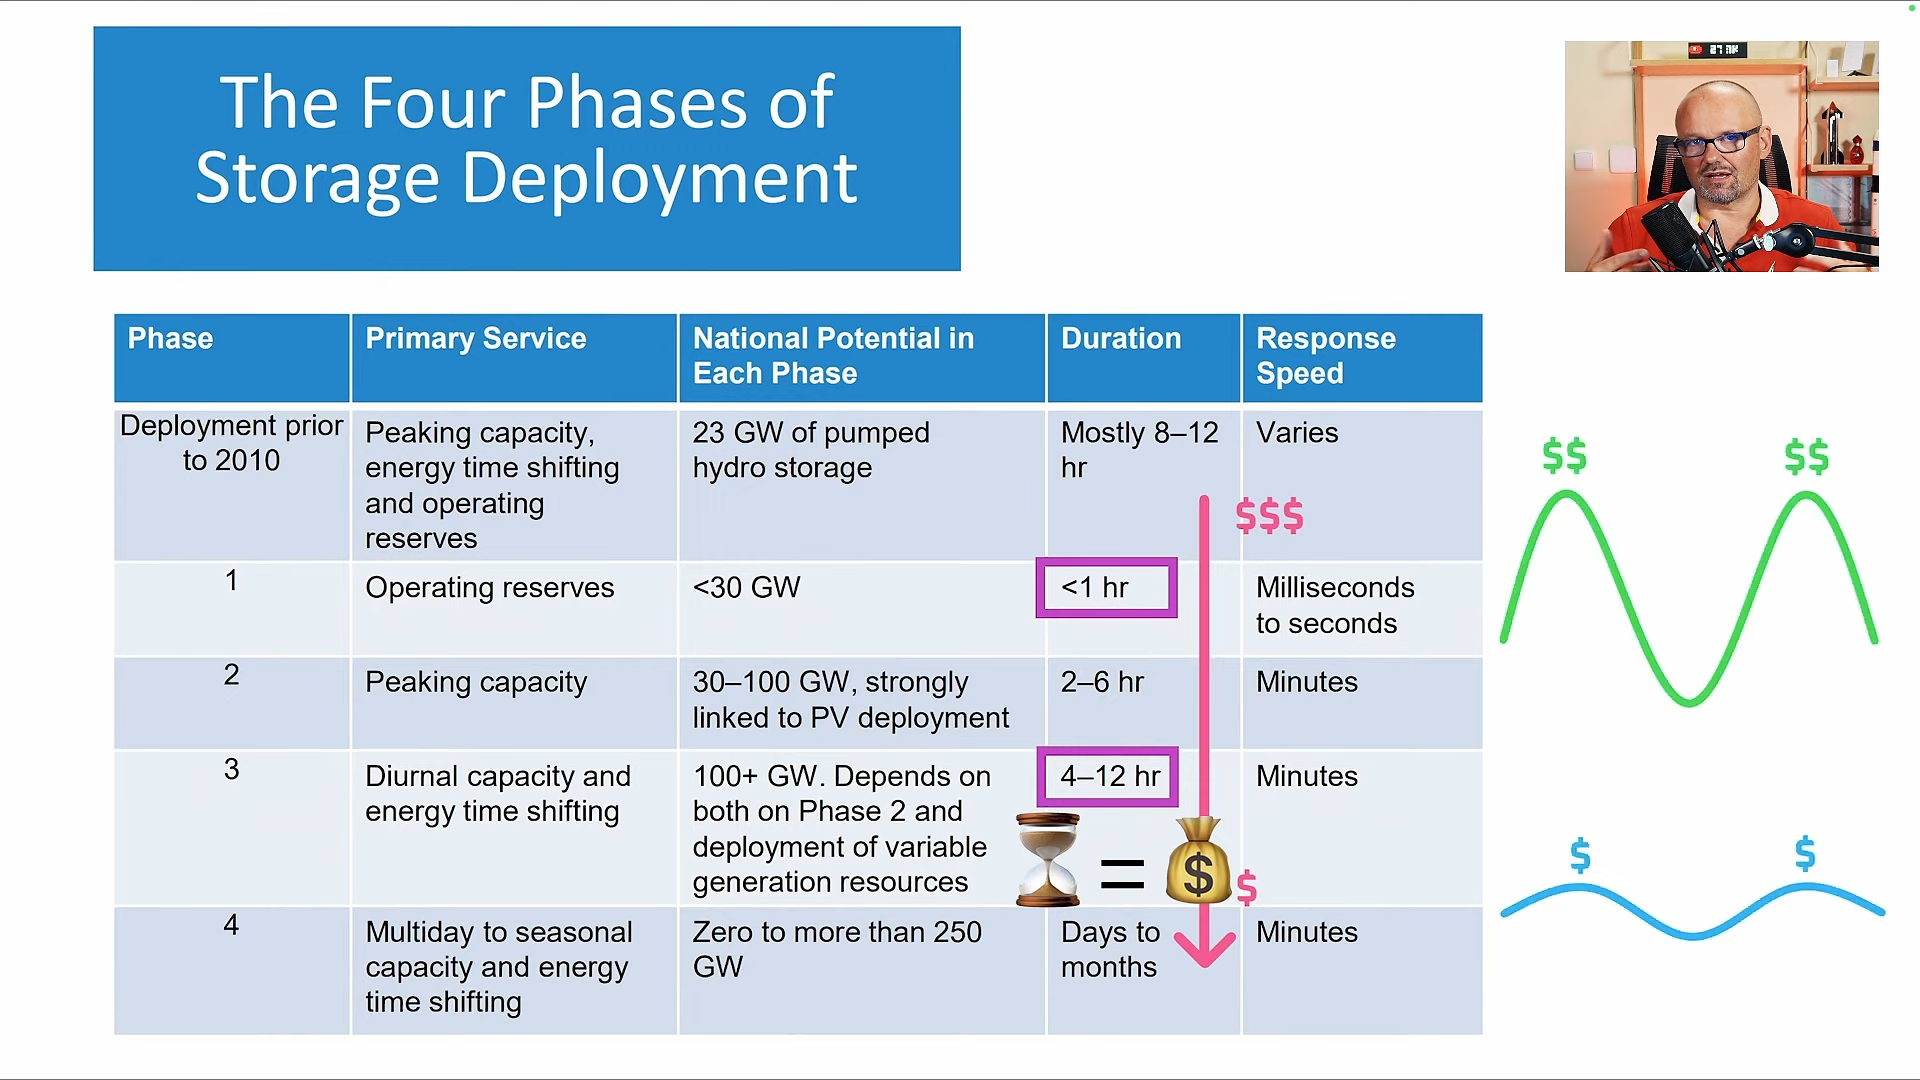 The Four Phases of
Storage Deployment
Phase
Primary Service
National Potential in
Each Phase
Duration
Response
Speed
Deployment prior
to 2010
Peaking capacity,
energy time shifting
and operating
reserves
23 GW of pumped
hydro storage
Mostly 8–12
hr
Varies
$$$
1
Operating reserves
<30 GW
<1 hr
Milliseconds
to seconds
2
Peaking capacity
30–100 GW, strongly
linked to PV deployment
2–6 hr
Minutes
3
Diurnal capacity and
energy time shifting
100+ GW. Depends on
both on Phase 2 and
deployment of variable
generation resources
4–12 hr
Minutes
= $ $
4
Multiday to seasonal
capacity and energy
time shifting
Zero to more than 250
GW
Days to
months
Minutes
$$ $$
$ $